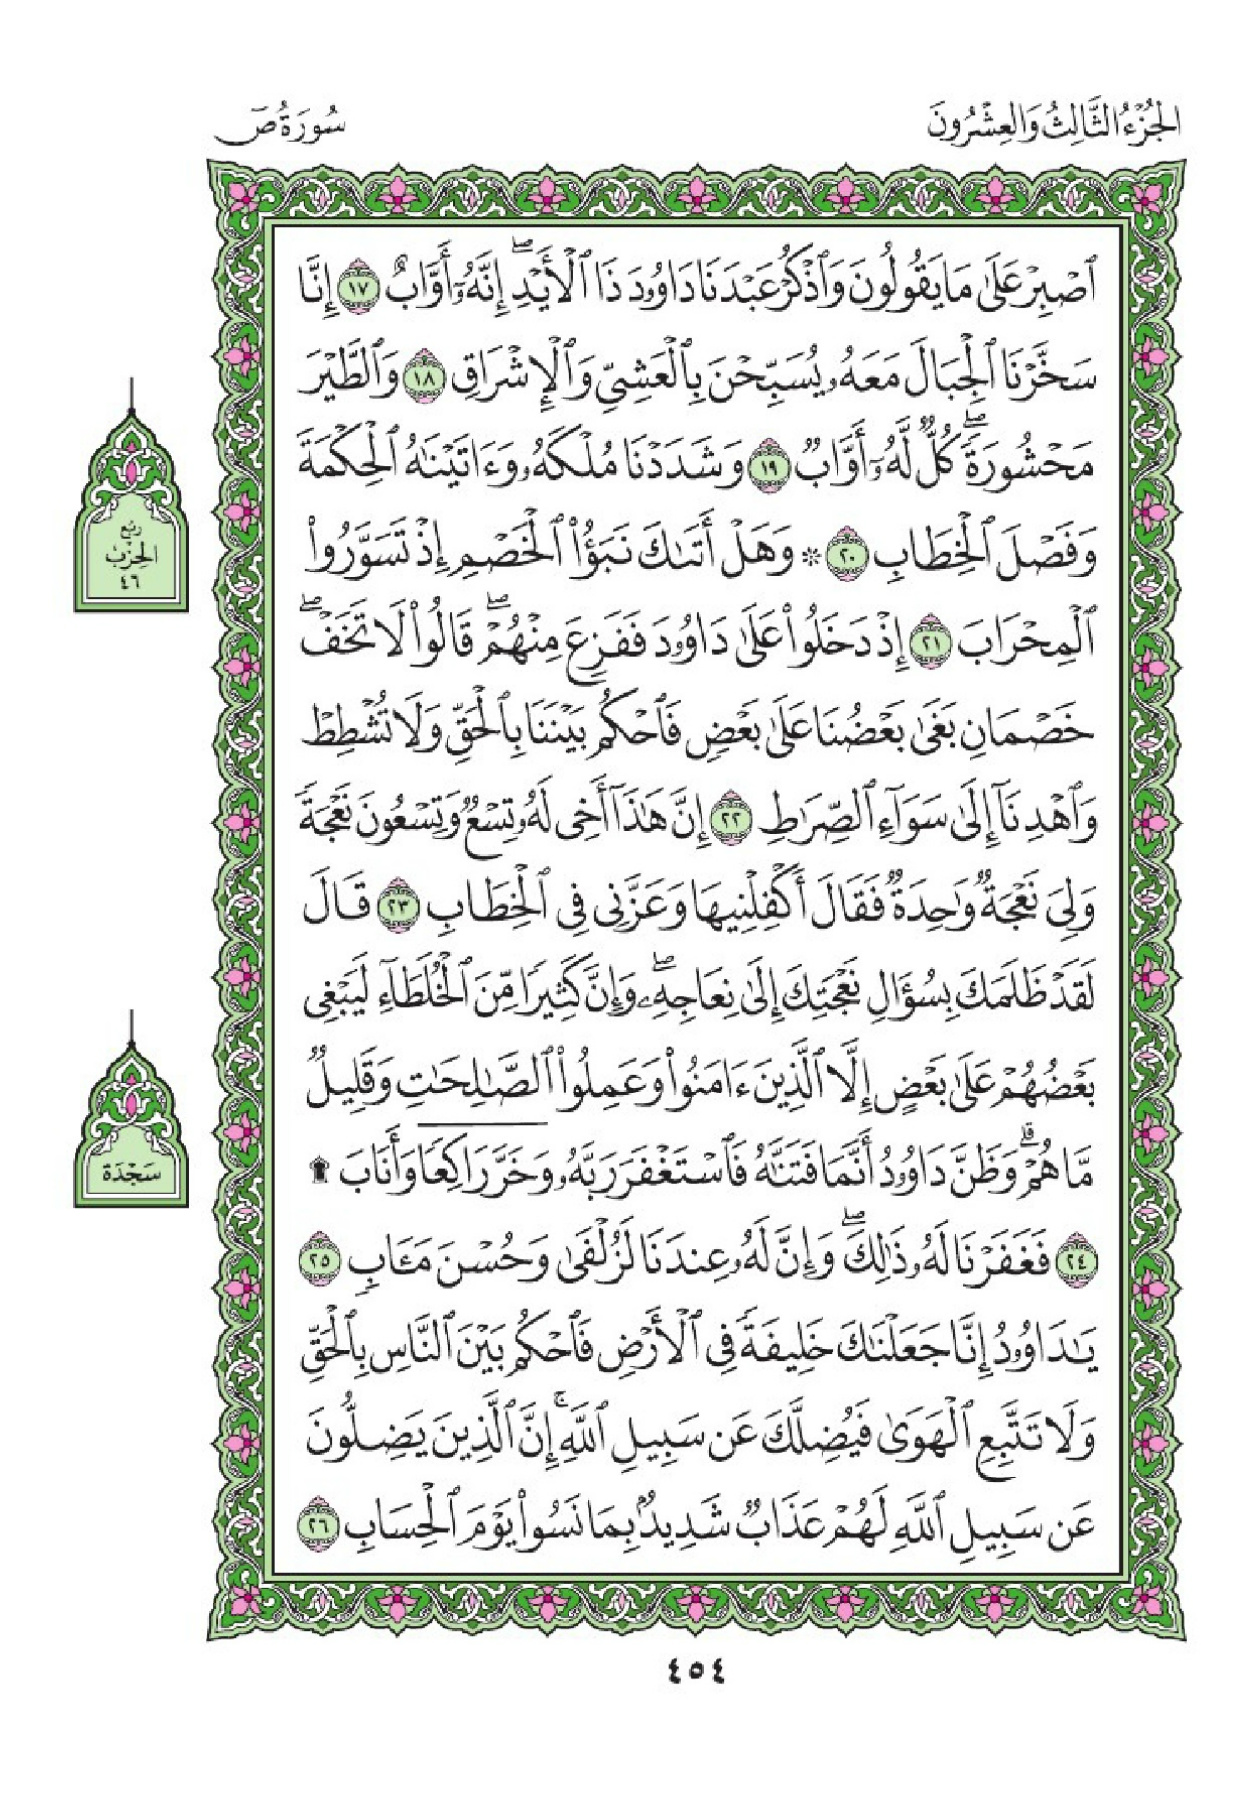 الجُزْءُ الثَّالِثُ وَالعِشْرُونَ
سُورَةُ صٓ
ٱصْبِرْ عَلَىٰ مَا يَقُولُونَ وَٱذْكُرْ عَبْدَنَا دَاوُۥدَ ذَا ٱلْأَيْدِۖ إِنَّهُۥٓ أَوَّابٌ ١٧ إِنَّا
سَخَّرْنَا ٱلْجِبَالَ مَعَهُۥ يُسَبِّحْنَ بِٱلْعَشِيِّ وَٱلْإِشْرَاقِ ١٨ وَٱلطَّيْرَ
مَحْشُورَةٗۖ كُلّٞ لَّهُۥٓ أَوَّابٞ ١٩ وَشَدَدْنَا مُلْكَهُۥ وَءَاتَيْنَٰهُ ٱلْحِكْمَةَ
وَفَصْلَ ٱلْخِطَابِ ٢٠ ۞ وَهَلْ أَتَىٰكَ نَبَؤُاْ ٱلْخَصْمِ إِذْ تَسَوَّرُواْ
ٱلْمِحْرَابَ ٢١ إِذْ دَخَلُواْ عَلَىٰ دَاوُۥدَ فَفَزِعَ مِنْهُمْۖ قَالُواْ لَا تَخَفْۖ
خَصْمَانِ بَغَىٰ بَعْضُنَا عَلَىٰ بَعْضٖ فَٱحْكُم بَيْنَنَا بِٱلْحَقِّ وَلَا تُشْطِطْ
وَٱهْدِنَآ إِلَىٰ سَوَآءِ ٱلصِّرَٰطِ ٢٢ إِنَّ هَٰذَآ أَخِي لَهُۥ تِسْعٞ وَتِسْعُونَ نَعْجَةٗ
وَلِيَ نَعْجَةٞ وَٰحِدَةٞ فَقَالَ أَكْفِلْنِيهَا وَعَزَّنِي فِي ٱلْخِطَابِ ٢٣ قَالَ
لَقَدْ ظَلَمَكَ بِسُؤَالِ نَعْجَتِكَ إِلَىٰ نِعَاجِهِۦۖ وَإِنَّ كَثِيرٗا مِّنَ ٱلْخُلَطَآءِ لَيَبْغِي
بَعْضُهُمْ عَلَىٰ بَعْضٍ إِلَّا ٱلَّذِينَ ءَامَنُواْ وَعَمِلُواْ ٱلصَّٰلِحَٰتِ وَقَلِيلٞ
مَّا هُمْۗ وَظَنَّ دَاوُۥدُ أَنَّمَا فَتَنَّٰهُ فَٱسْتَغْفَرَ رَبَّهُۥ وَخَرَّ رَاكِعٗا وَأَنَابَ ۩
٢٤ فَغَفَرْنَا لَهُۥ ذَٰلِكَۖ وَإِنَّ لَهُۥ عِندَنَا لَزُلْفَىٰ وَحُسْنَ مَـَٔابٖ ٢٥
يَٰدَاوُۥدُ إِنَّا جَعَلْنَٰكَ خَلِيفَةٗ فِي ٱلْأَرْضِ فَٱحْكُم بَيْنَ ٱلنَّاسِ بِٱلْحَقِّ
وَلَا تَتَّبِعِ ٱلْهَوَىٰ فَيُضِلَّكَ عَن سَبِيلِ ٱللَّهِۚ إِنَّ ٱلَّذِينَ يَضِلُّونَ
عَن سَبِيلِ ٱللَّهِ لَهُمْ عَذَابٞ شَدِيدُۢ بِمَا نَسُواْ يَوْمَ ٱلْحِسَابِ ٢٦
رُبْع
الحِزْب
٤٦
سَجْدَة
٤٥٤